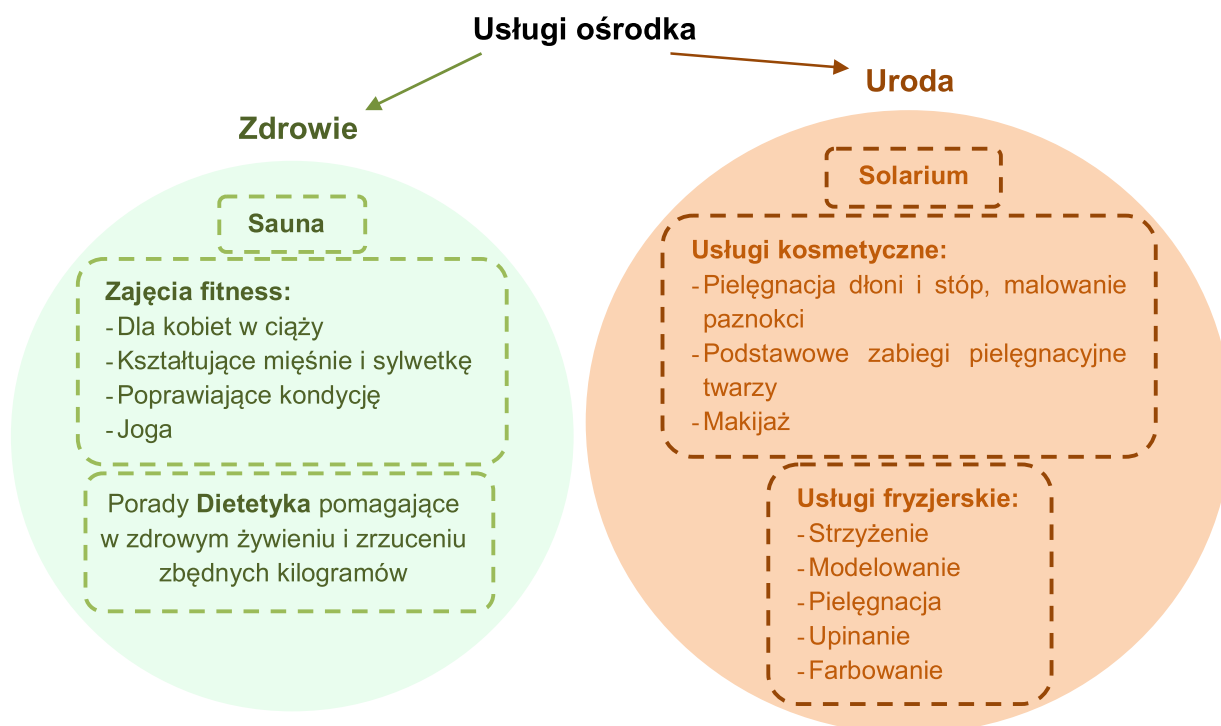 Usługi ośrodka
Zdrowie
Sauna
Zajęcia fitness:
-Dla kobiet w ciąży
-Kształtujące mięśnie i sylwetkę
-Poprawiające kondycję
-Joga
Porady Dietetyka pomagające
w zdrowym żywieniu i zrzuceniu
zbędnych kilogramów
Uroda
Solarium
Usługi kosmetyczne:
-Pielęgnacja dłoni i stóp, malowanie
paznokci
-Podstawowe zabiegi pielęgnacyjne
twarzy
-Makijaż
Usługi fryzjerskie:
-Strzyżenie
-Modelowanie
-Pielęgnacja
-Upinanie
-Farbowanie